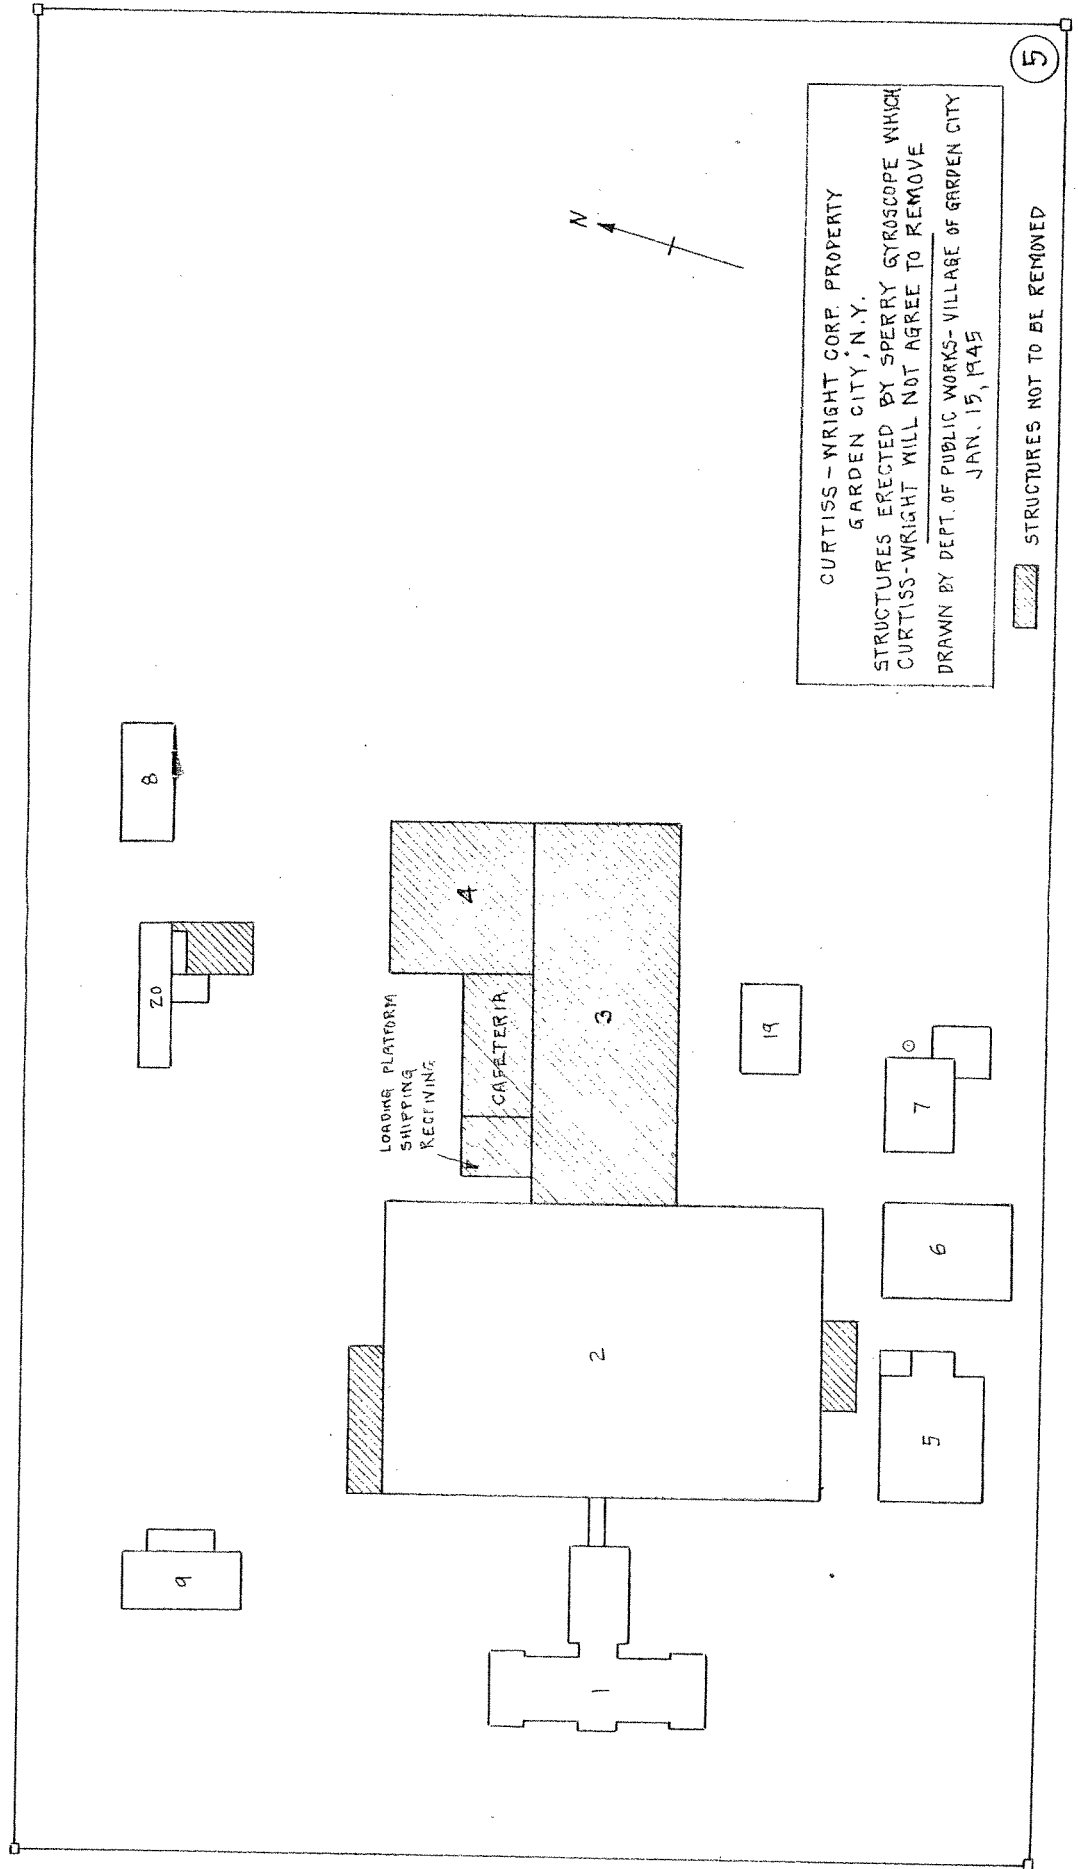 5
CURTISS - WRIGHT CORP. PROPERTY
GARDEN CITY, N.Y.
STRUCTURES ERECTED BY SPERRY GYROSCOPE WHICH
CURTISS-WRIGHT WILL NOT AGREE TO REMOVE
DRAWN BY DEPT. OF PUBLIC WORKS - VILLAGE OF GARDEN CITY
JAN. 15, 1945
STRUCTURES NOT TO BE REMOVED
N
9
20
8
LOADING PLATFORM
SHIPPING
RECEIVING
CAFETERIA
4
1
2
3
19
5
6
7